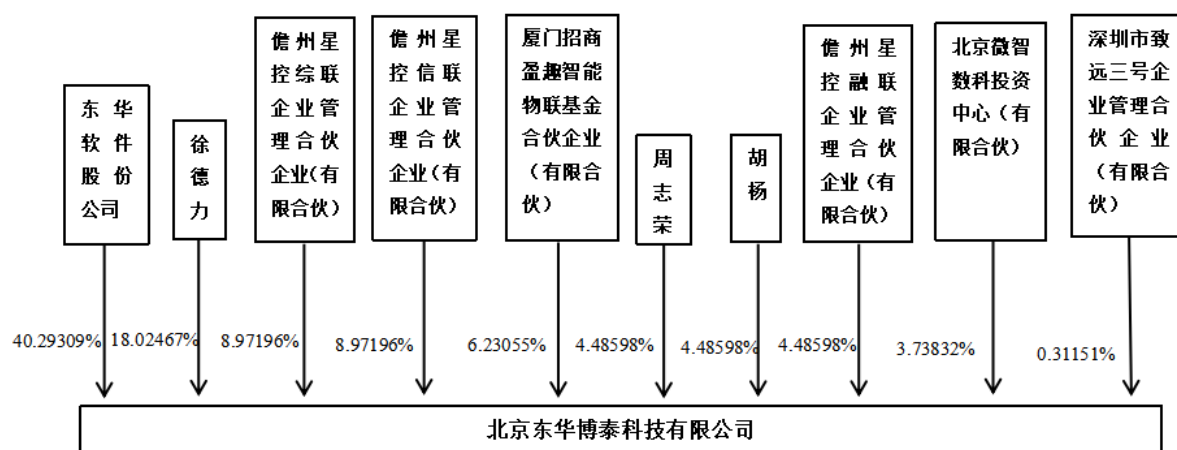 东华
软件
股份
公司
徐
德
力
儋州星
控综联
企业管
理合伙
企业（有
限合伙）
儋州星
控信联
企业管
理合伙
企业（有
限合伙）
厦门招商
盈趣智能
物联基金
合伙企业
（有限合
伙）
周
志
荣
胡
杨
儋州星
控融联
企业管
理合伙
企业（有
限合伙）
北京微智
数科投资
中心（有
限合伙）
深圳市致
远三号企
业管理合
伙企业
（有限合
伙）
40.29309%
18.02467%
8.97196%
8.97196%
6.23055%
4.48598%
4.48598%
4.48598%
3.73832%
0.31151%
北京东华博泰科技有限公司